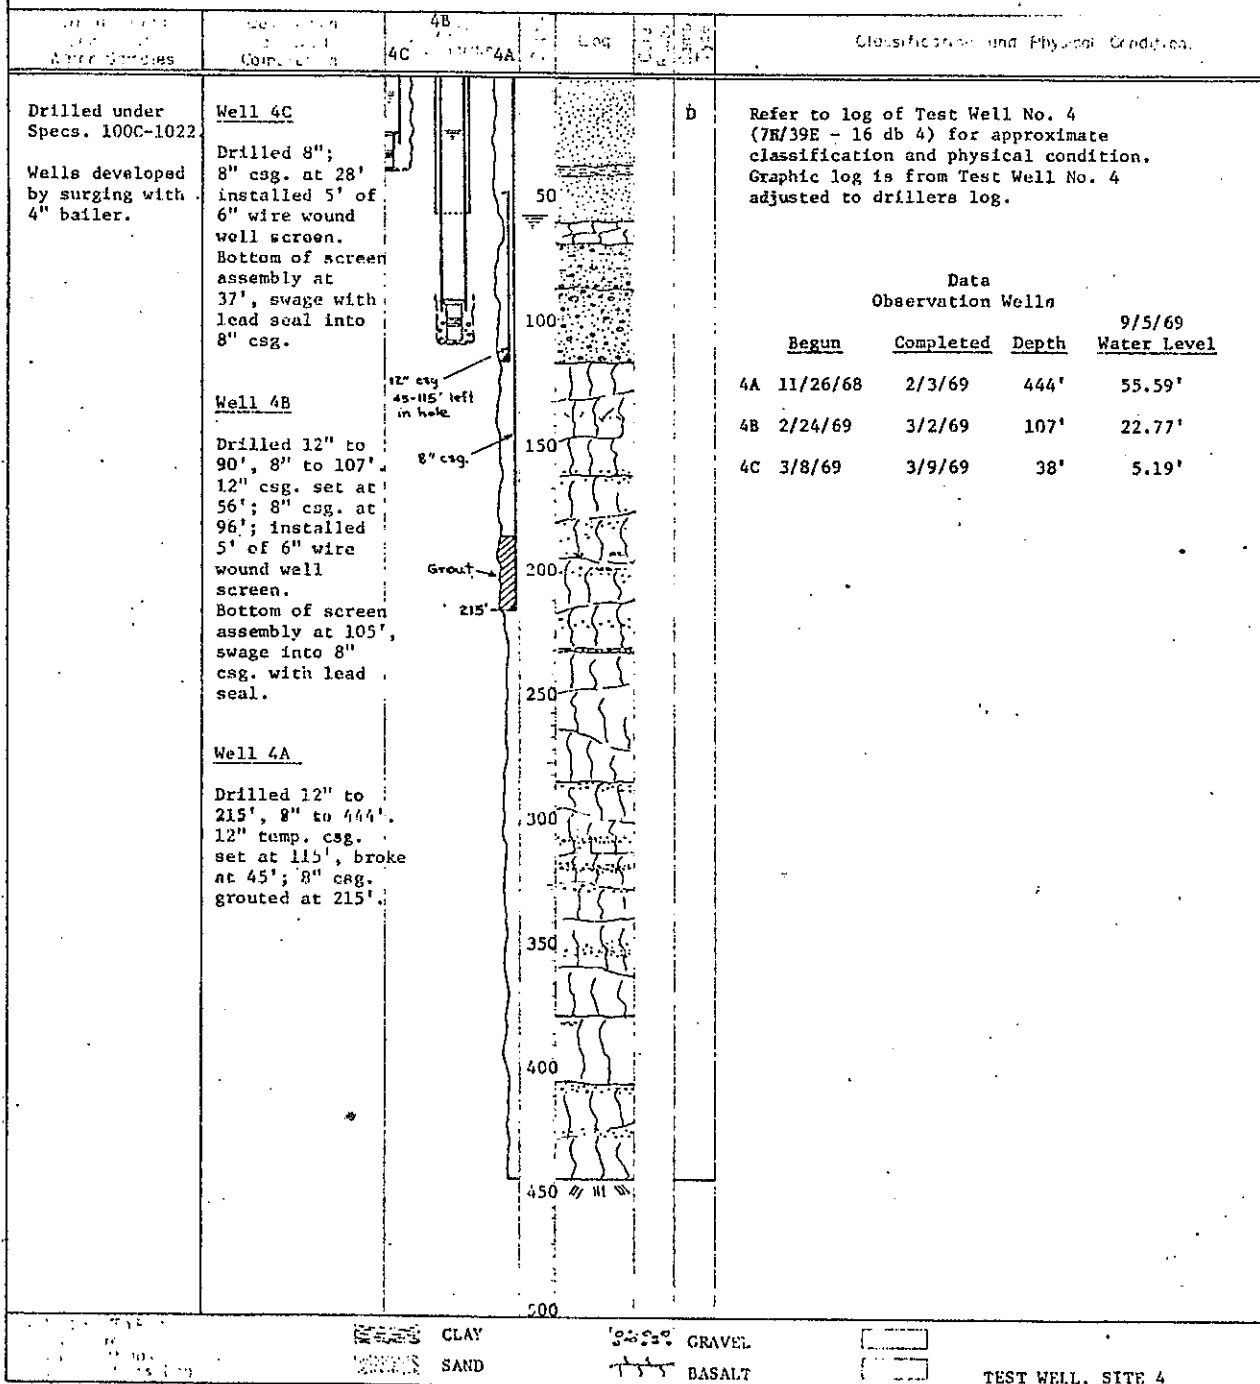 4B
4C
4A
Log
Classification and Physical Condition
Drilled under
Specs. 100C-1022
Wells developed
by surging with
4" bailer.
Well 4C
Drilled 8";
8" csg. at 28'
installed 5' of
6" wire wound
well screen.
Bottom of screen
assembly at
37', swage with
lead seal into
8" csg.
Well 4B
Drilled 12" to
90', 8" to 107'.
12" csg. set at
56'; 8" csg. at
96'; installed
5' of 6" wire
wound well
screen.
Bottom of screen
assembly at 105',
swage into 8"
csg. with lead
seal.
Well 4A
Drilled 12" to
215', 8" to 444'.
12" temp. csg.
set at 115', broke
at 45'; 8" csg.
grouted at 215'.
12" csg
45-115' left
in hole
8" csg.
Grout
215'
50
100
150
200
250
300
350
400
450
500
D
Refer to log of Test Well No. 4
(7N/39E - 16 db 4) for approximate
classification and physical condition.
Graphic log is from Test Well No. 4
adjusted to drillers log.
Data
Observation Wells
9/5/69
Begun Completed Depth Water Level
4A 11/26/68 2/3/69 444' 55.59'
4B 2/24/69 3/2/69 107' 22.77'
4C 3/8/69 3/9/69 38' 5.19'
CLAY
SAND
GRAVEL
BASALT
TEST WELL, SITE 4